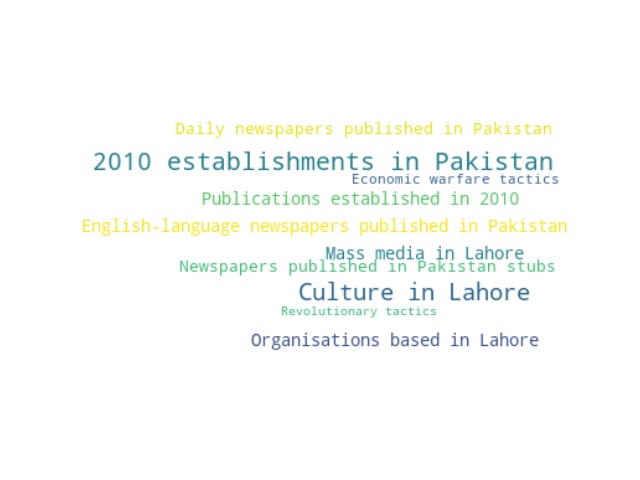 Daily newspapers published in Pakistan
2010 establishments in Pakistan
Economic warfare tactics
Publications established in 2010
English-language newspapers published in Pakistan
Mass media in Lahore
Newspapers published in Pakistan stubs
Culture in Lahore
Revolutionary tactics
Organisations based in Lahore